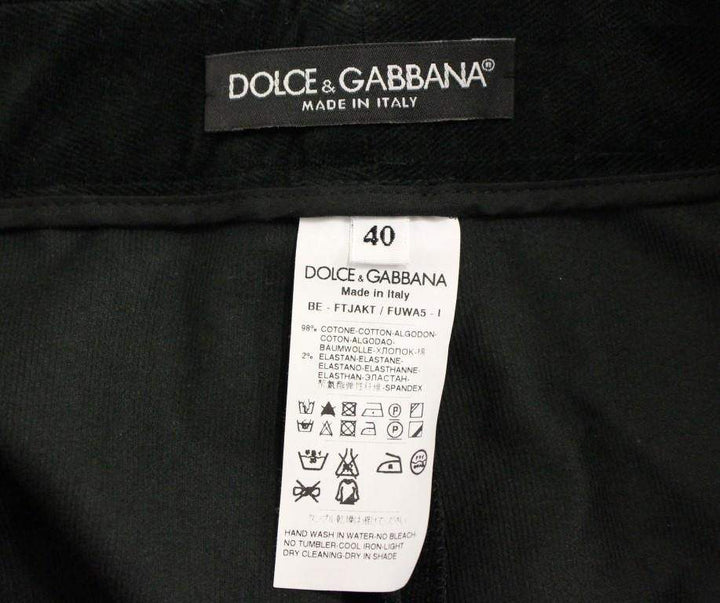 DOLCE & GABBANA®
MADE IN ITALY
40
DOLCE & GABBANA
Made in Italy
BE - FTJAKT / FUWA5 - I
98% COTONE-COTTON-ALGODON-
COTON-ALGODAO-
BAUMWOLLE-ХЛОПОК-棉
2% ELASTAN-ELASTANE-
ELASTANO-ELASTHANNE-
ELASTHAN-ЭЛАСТАН-
-SPANDEX
HAND WASH IN WATER-NO BLEACH-
NO TUMBLER-COOL IRON-LIGHT
DRY CLEANING-DRY IN SHADE